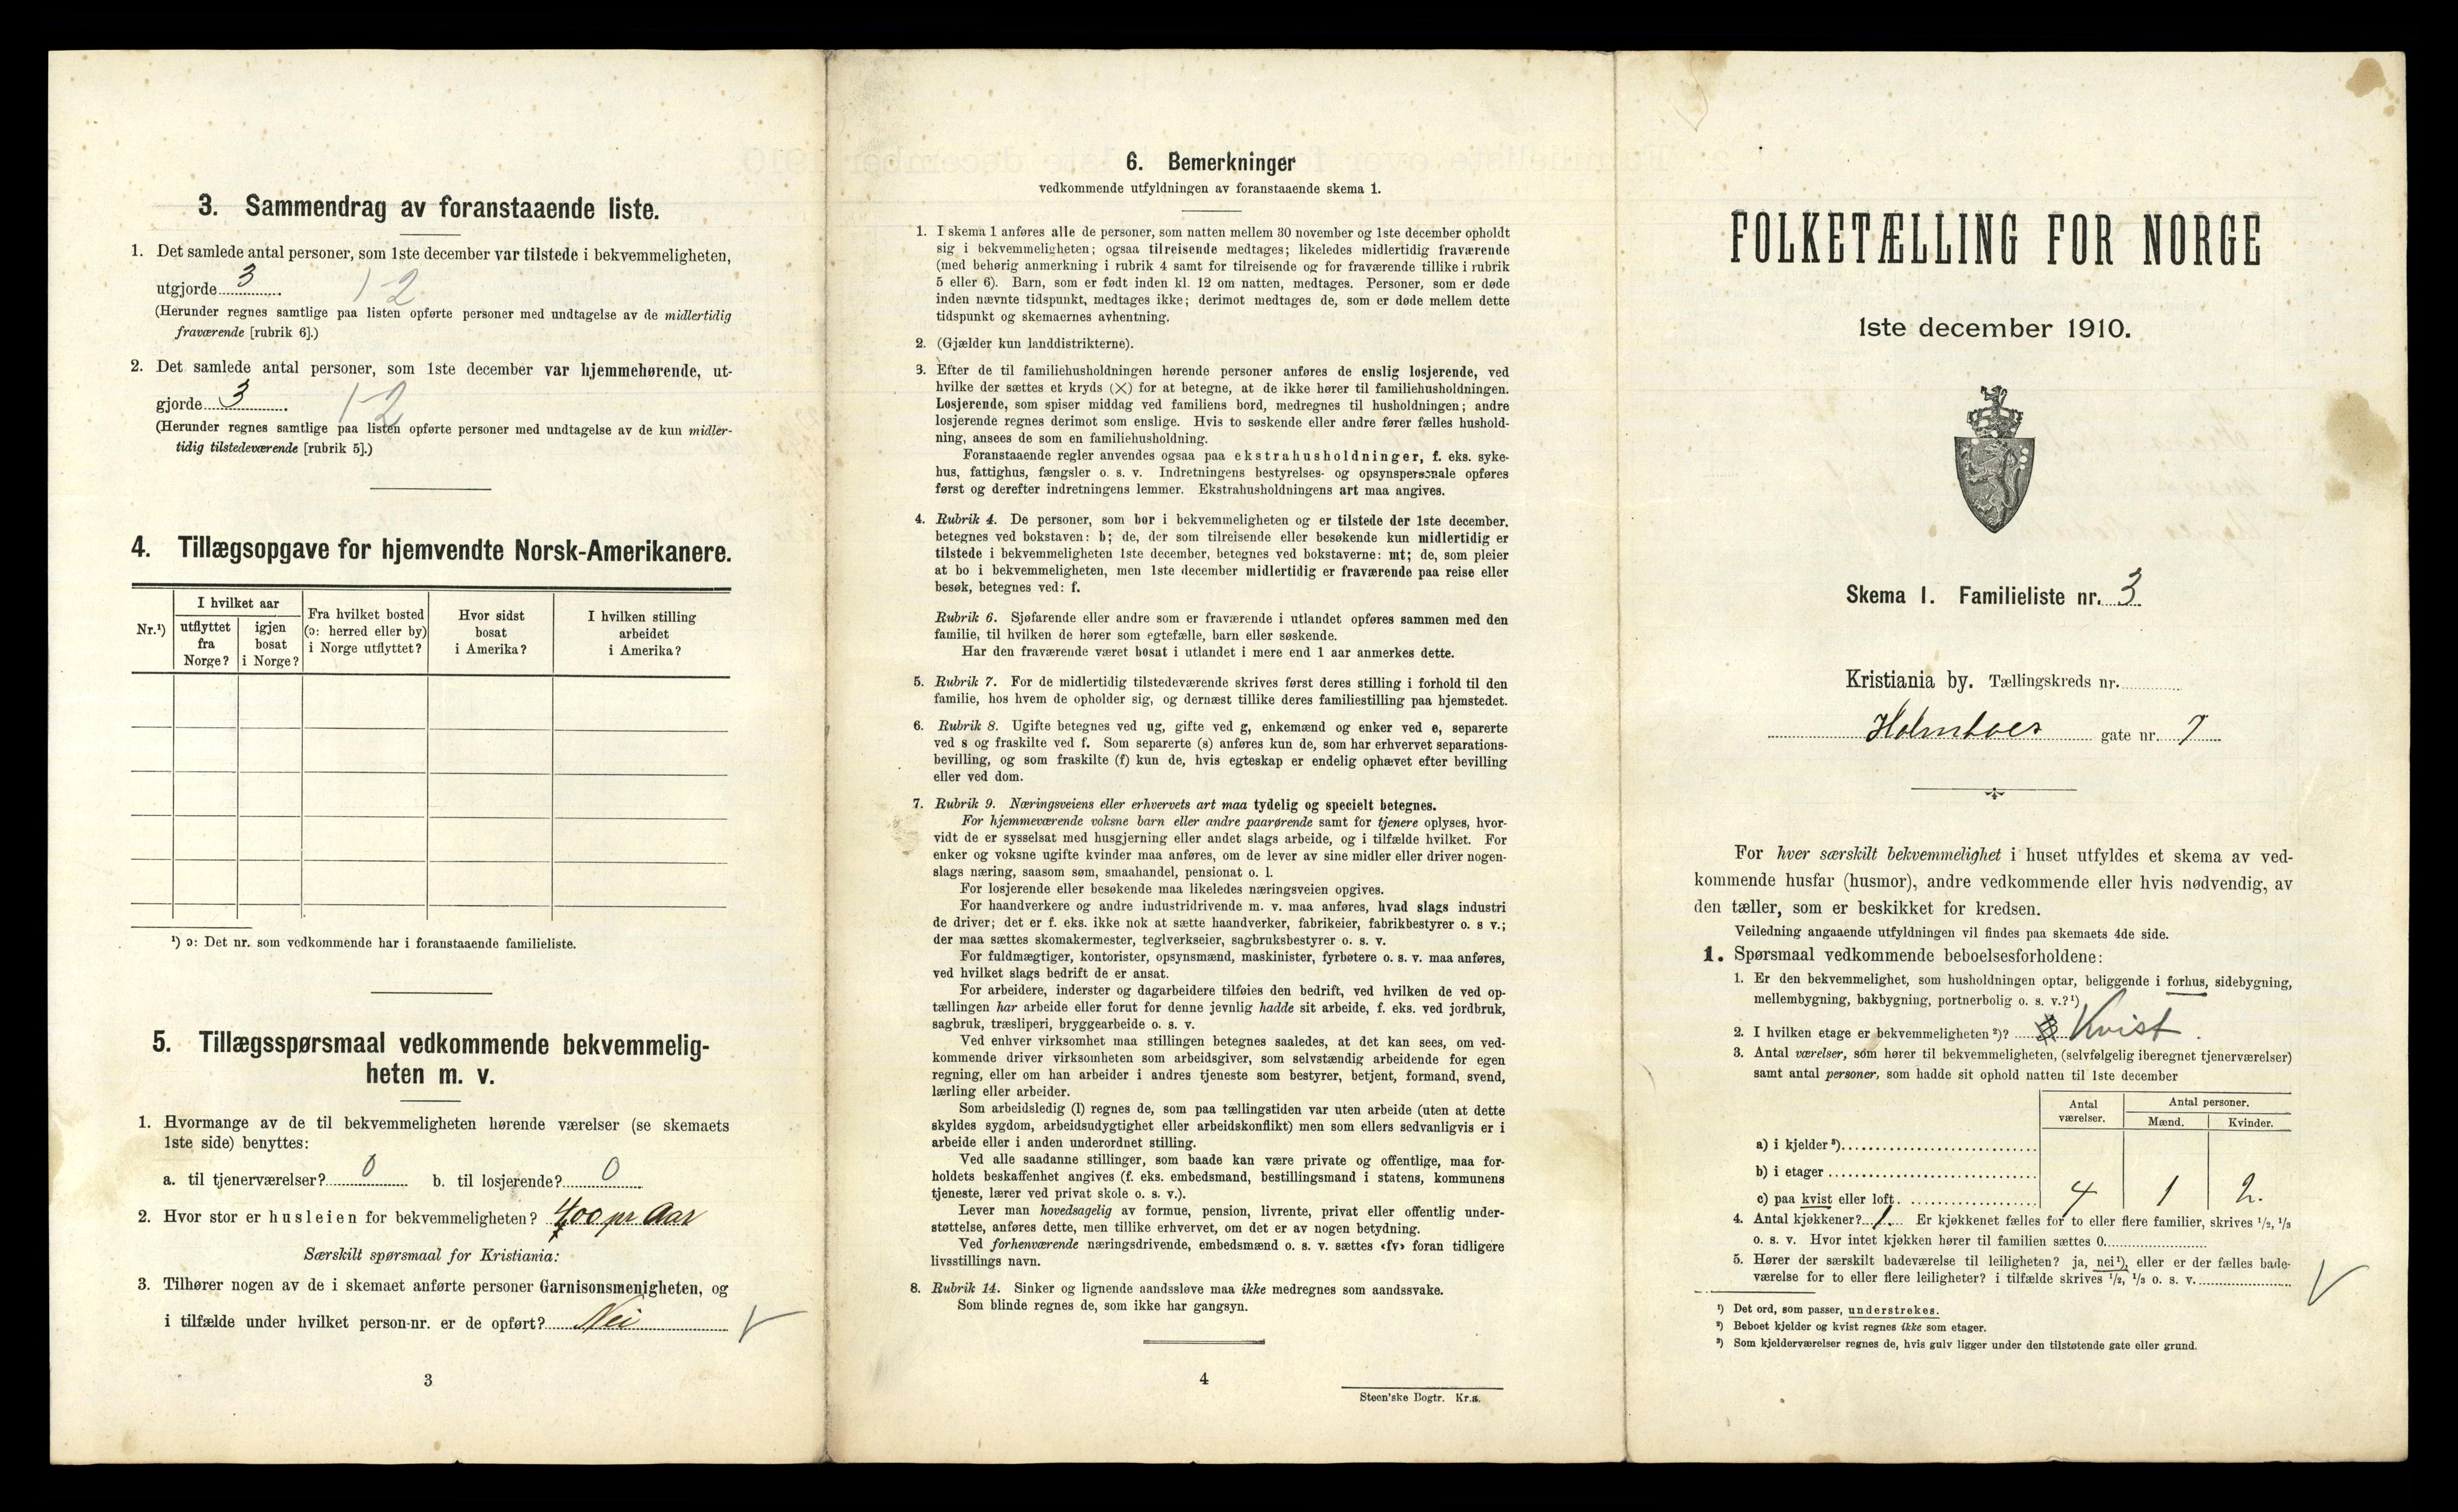 3. Sammendrag av foranstaaende liste.
1. Det samlede antal personer, som 1ste december var tilstede i bekvemmeligheten,
utgjorde 3 1-2
(Herunder regnes samtlige paa listen opførte personer med undtagelse av de midlertidig
fraværende [rubrik 6].)
2. Det samlede antal personer, som 1ste december var hjemmehørende, ut-
gjorde 3 1-2
(Herunder regnes samtlige paa listen opførte personer med undtagelse av de kun midler-
tidig tilstedeværende [rubrik 5].)
4. Tillægsopgave for hjemvendte Norsk-Amerikanere.
Nr.¹)
I hvilket aar
utflyttet fra Norge?
igjen bosat i Norge?
Fra hvilket bosted (ɔ: herred eller by) i Norge utflyttet?
Hvor sidst bosat i Amerika?
I hvilken stilling arbeidet i Amerika?
¹) ɔ: Det nr. som vedkommende har i foranstaaende familieliste.
5. Tillægsspørsmaal vedkommende bekvemmelig-
heten m. v.
1. Hvormange av de til bekvemmeligheten hørende værelser (se skemaets
1ste side) benyttes:
a. til tjenerværelser? 0 b. til losjerende? 0
2. Hvor stor er husleien for bekvemmeligheten? 400 pr Aar
Særskilt spørsmaal for Kristiania:
3. Tilhører nogen av de i skemaet anførte personer Garnisonsmenigheten, og
i tilfælde under hvilket person-nr. er de opført? Nei
3
6. Bemerkninger
vedkommende utfyldningen av foranstaaende skema 1.
1. I skema 1 anføres alle de personer, som natten mellem 30 november og 1ste december opholdt
sig i bekvemmeligheten; ogsaa tilreisende medtages; likeledes midlertidig fraværende
(med behørig anmerkning i rubrik 4 samt for tilreisende og for fraværende tillike i rubrik
5 eller 6). Barn, som er født inden kl. 12 om natten, medtages. Personer, som er døde
inden nævnte tidspunkt, medtages ikke; derimot medtages de, som er døde mellem dette
tidspunkt og skemaernes avhentning.
2. (Gjælder kun landdistrikterne).
3. Efter de til familiehusholdningen hørende personer anføres de enslig losjerende, ved
hvilke der sættes et kryds (×) for at betegne, at de ikke hører til familiehusholdningen.
Losjerende, som spiser middag ved familiens bord, medregnes til husholdningen; andre
losjerende regnes derimot som enslige. Hvis to søskende eller andre fører fælles hushold-
ning, ansees de som en familiehusholdning.
Foranstaaende regler anvendes ogsaa paa ekstrahusholdninger, f. eks. syke-
hus, fattighus, fængsler o. s. v. Indretningens bestyrelses- og opsynspersonale opføres
først og derefter indretningens lemmer. Ekstrahusholdningens art maa angives.
4. Rubrik 4. De personer, som bor i bekvemmeligheten og er tilstede der 1ste december,
betegnes ved bokstaven: b; de, der som tilreisende eller besøkende kun midlertidig er
tilstede i bekvemmeligheten 1ste december, betegnes ved bokstaverne: mt; de, som pleier
at bo i bekvemmeligheten, men 1ste december midlertidig er fraværende paa reise eller
besøk, betegnes ved: f.
Rubrik 6. Sjøfarende eller andre som er fraværende i utlandet opføres sammen med den
familie, til hvilken de hører som egtefælle, barn eller søskende.
Har den fraværende været bosat i utlandet i mere end 1 aar anmerkes dette.
5. Rubrik 7. For de midlertidig tilstedeværende skrives først deres stilling i forhold til den
familie, hos hvem de opholder sig, og dernæst tillike deres familiestilling paa hjemstedet.
6. Rubrik 8. Ugifte betegnes ved ug, gifte ved g, enkemænd og enker ved e, separerte
ved s og fraskilte ved f. Som separerte (s) anføres kun de, som har erhvervet separations-
bevilling, og som fraskilte (f) kun de, hvis egteskap er endelig ophævet efter bevilling
eller ved dom.
7. Rubrik 9. Næringsveiens eller erhvervets art maa tydelig og specielt betegnes.
For hjemmeværende voksne barn eller andre paarørende samt for tjenere oplyses, hvor-
vidt de er sysselsat med husgjerning eller andet slags arbeide, og i tilfælde hvilket. For
enker og voksne ugifte kvinder maa anføres, om de lever av sine midler eller driver nogen-
slags næring, saasom søm, smaahandel, pensionat o. l.
For losjerende eller besøkende maa likeledes næringsveien opgives.
For haandverkere og andre industridrivende m. v. maa anføres, hvad slags industri
de driver; det er f. eks. ikke nok at sætte haandverker, fabrikeier, fabrikbestyrer o. s v.;
der maa sættes skomakermester, teglverkseier, sagbruksbestyrer o. s. v.
For fuldmægtiger, kontorister, opsynsmænd, maskinister, fyrbøtere o. s. v. maa anføres,
ved hvilket slags bedrift de er ansat.
For arbeidere, inderster og dagarbeidere tilføies den bedrift, ved hvilken de ved op-
tællingen har arbeide eller forut for denne jevnlig hadde sit arbeide, f. eks. ved jordbruk,
sagbruk, træsliperi, bryggearbeide o. s. v.
Ved enhver virksomhet maa stillingen betegnes saaledes, at det kan sees, om ved-
kommende driver virksomheten som arbeidsgiver, som selvstændig arbeidende for egen
regning, eller om han arbeider i andres tjeneste som bestyrer, betjent, formand, svend,
lærling eller arbeider.
Som arbeidsledig (l) regnes de, som paa tællingstiden var uten arbeide (uten at dette
skyldes sygdom, arbeidsudygtighet eller arbeidskonflikt) men som ellers sedvanligvis er i
arbeide eller i anden underordnet stilling.
Ved alle saadanne stillinger, som baade kan være private og offentlige, maa for-
holdets beskaffenhet angives (f. eks. embedsmand, bestillingsmand i statens, kommunens
tjeneste, lærer ved privat skole o. s. v.).
Lever man hovedsagelig av formue, pension, livrente, privat eller offentlig under-
støttelse, anføres dette, men tillike erhvervet, om det er av nogen betydning.
Ved forhenværende næringsdrivende, embedsmænd o. s. v. sættes «fv» foran tidligere
livsstillings navn.
8. Rubrik 14. Sinker og lignende aandssløve maa ikke medregnes som aandssvake.
Som blinde regnes de, som ikke har gangsyn.
4
Steen'ske Bogtr. Kr.a.
FOLKETÆLLING FOR NORGE
1ste december 1910.
Skema 1. Familieliste nr. 3
Kristiania by. Tællingskreds nr.
Holmboes gate nr. 7
For hver særskilt bekvemmelighet i huset utfyldes et skema av ved-
kommende husfar (husmor), andre vedkommende eller hvis nødvendig, av
den tæller, som er beskikket for kredsen.
Veiledning angaaende utfyldningen vil findes paa skemaets 4de side.
1. Spørsmaal vedkommende beboelsesforholdene:
1. Er den bekvemmelighet, som husholdningen optar, beliggende i forhus, sidebygning,
mellembygning, bakbygning, portnerbolig o. s. v.?¹)
2. I hvilken etage er bekvemmeligheten²)? Kvist.
3. Antal værelser, som hører til bekvemmeligheten, (selvfølgelig iberegnet tjenerværelser)
samt antal personer, som hadde sit ophold natten til 1ste december
Antal værelser. Antal personer.
Mænd. Kvinder.
a) i kjelder³)
b) i etager
c) paa kvist eller loft 4 1 2.
4. Antal kjøkkener? 1 Er kjøkkenet fælles for to eller flere familier, skrives 1/2, 1/3
o. s. v. Hvor intet kjøkken hører til familien sættes 0.
5. Hører der særskilt badeværelse til leiligheten? ja, nei¹), eller er der fælles bade-
værelse for to eller flere leiligheter? i tilfælde skrives 1/2, 1/3 o. s. v.
¹) Det ord, som passer, understrekes.
²) Beboet kjelder og kvist regnes ikke som etager.
³) Som kjelderværelser regnes de, hvis gulv ligger under den tilstøtende gate eller grund.